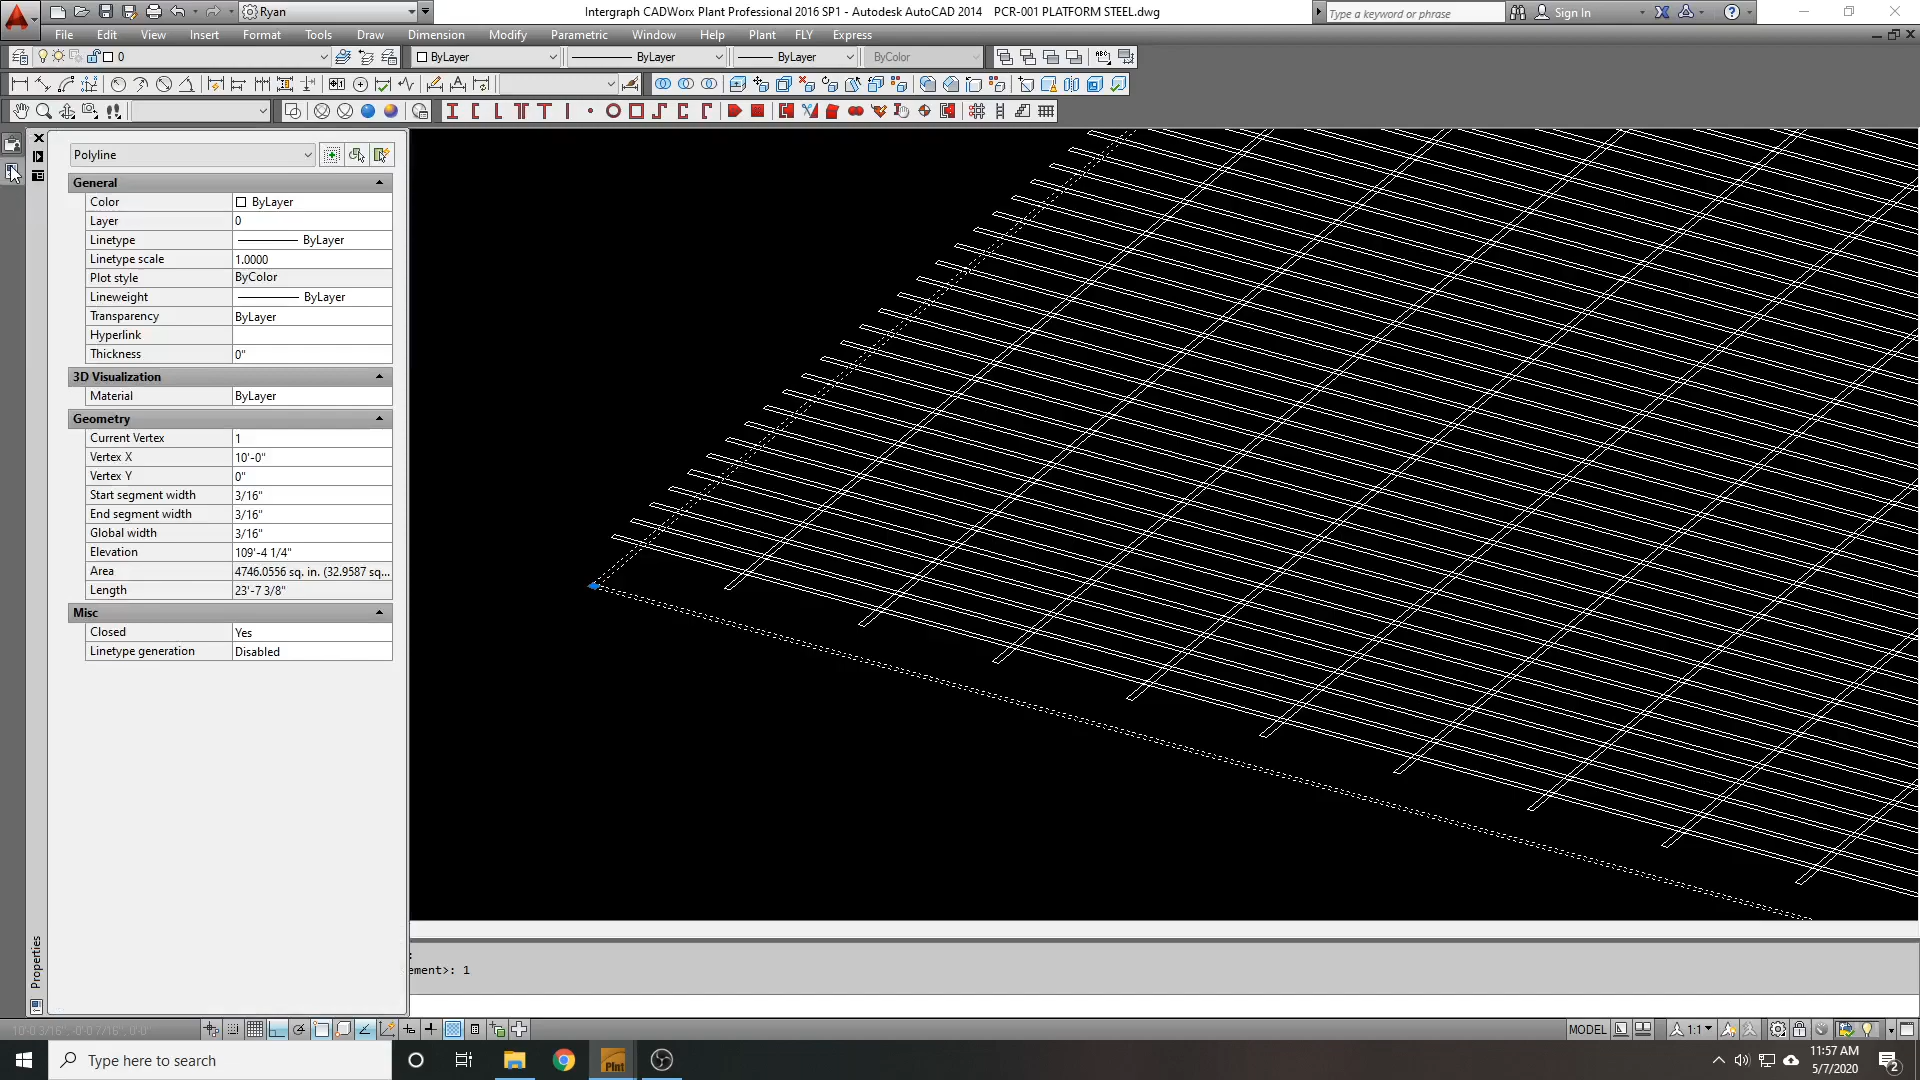 Ryan
Intergraph CADWorx Plant Professional 2016 SP1 - Autodesk AutoCAD 2014 PCR-001 PLATFORM STEEL.dwg
Type a keyword or phrase
Sign In
File Edit View Insert Format Tools Draw Dimension Modify Parametric Window Help Plant FLY Express
0
ByLayer
ByLayer
ByLayer
ByColor
Polyline
General
Color ByLayer
Layer 0
Linetype ByLayer
Linetype scale 1.0000
Plot style ByColor
Lineweight ByLayer
Transparency ByLayer
Hyperlink
Thickness 0"
3D Visualization
Material ByLayer
Geometry
Current Vertex 1
Vertex X 10'-0"
Vertex Y 0"
Start segment width 3/16"
End segment width 3/16"
Global width 3/16"
Elevation 109'-4 1/4"
Area 4746.0556 sq. in. (32.9587 sq...
Length 23'-7 3/8"
Misc
Closed Yes
Linetype generation Disabled
Properties
:
ement>: 1
MODEL
1:1
Type here to search
Plnt
11:57 AM
5/7/2020
2